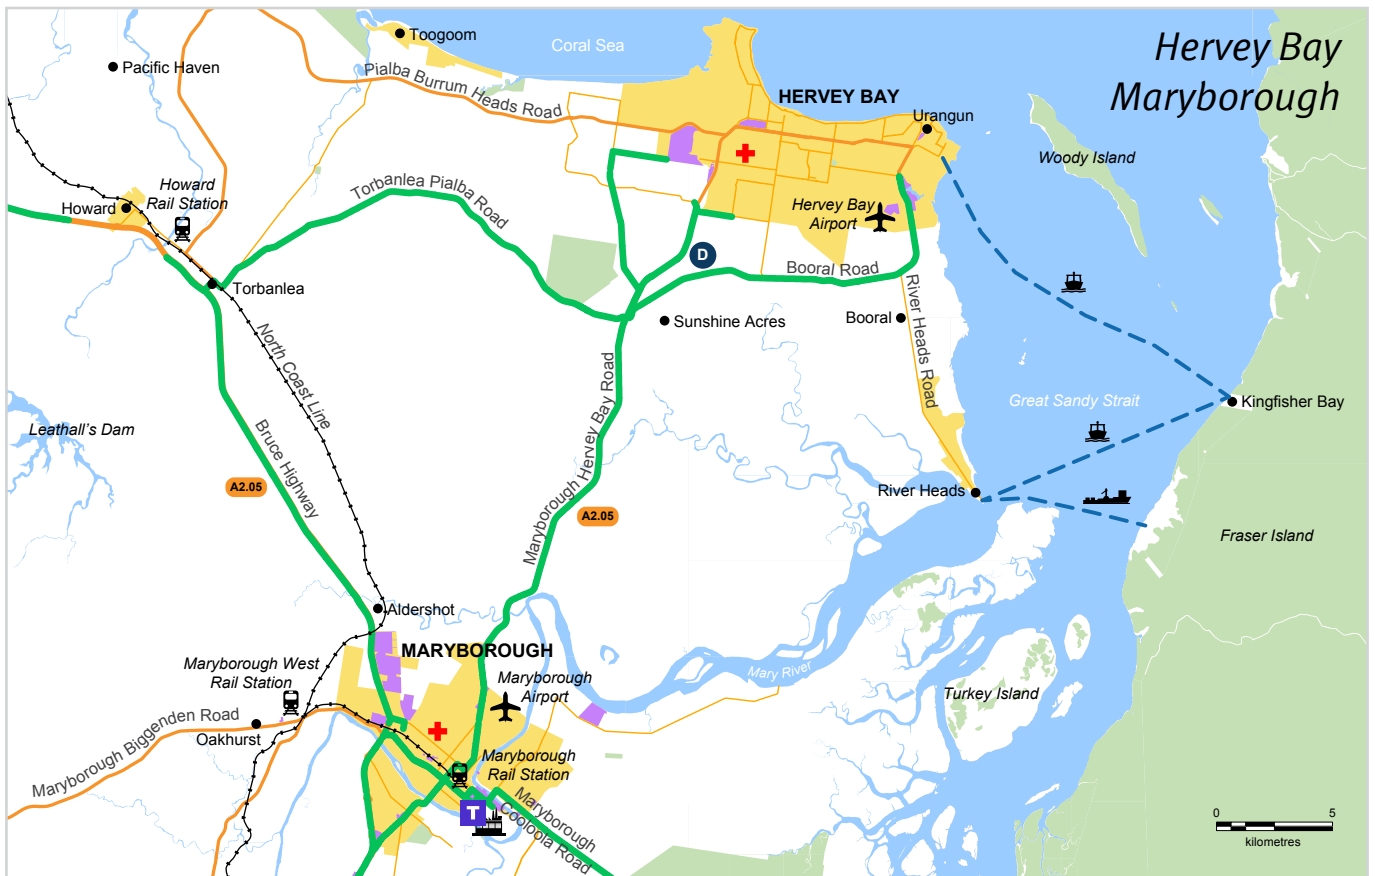 Hervey Bay
Maryborough
Toogoom
Coral Sea
Pacific Haven
Pialba Burrum Heads Road
HERVEY BAY
Urangun
Woody Island
Howard
Rail Station
Howard
Torbanlea Pialba Road
Hervey Bay
Airport
D
Booral Road
Torbanlea
Sunshine Acres
Booral
River Heads Road
North Coast Line
Maryborough Hervey Bay Road
Great Sandy Strait
Kingfisher Bay
Leathall's Dam
Bruce Highway
A2.05
A2.05
River Heads
Fraser Island
Aldershot
MARYBOROUGH
Maryborough West
Rail Station
Maryborough
Airport
Mary River
Turkey Island
Maryborough Biggenden Road
Oakhurst
Maryborough
Rail Station
T
Maryborough
Cooloola Road
0 5
kilometres